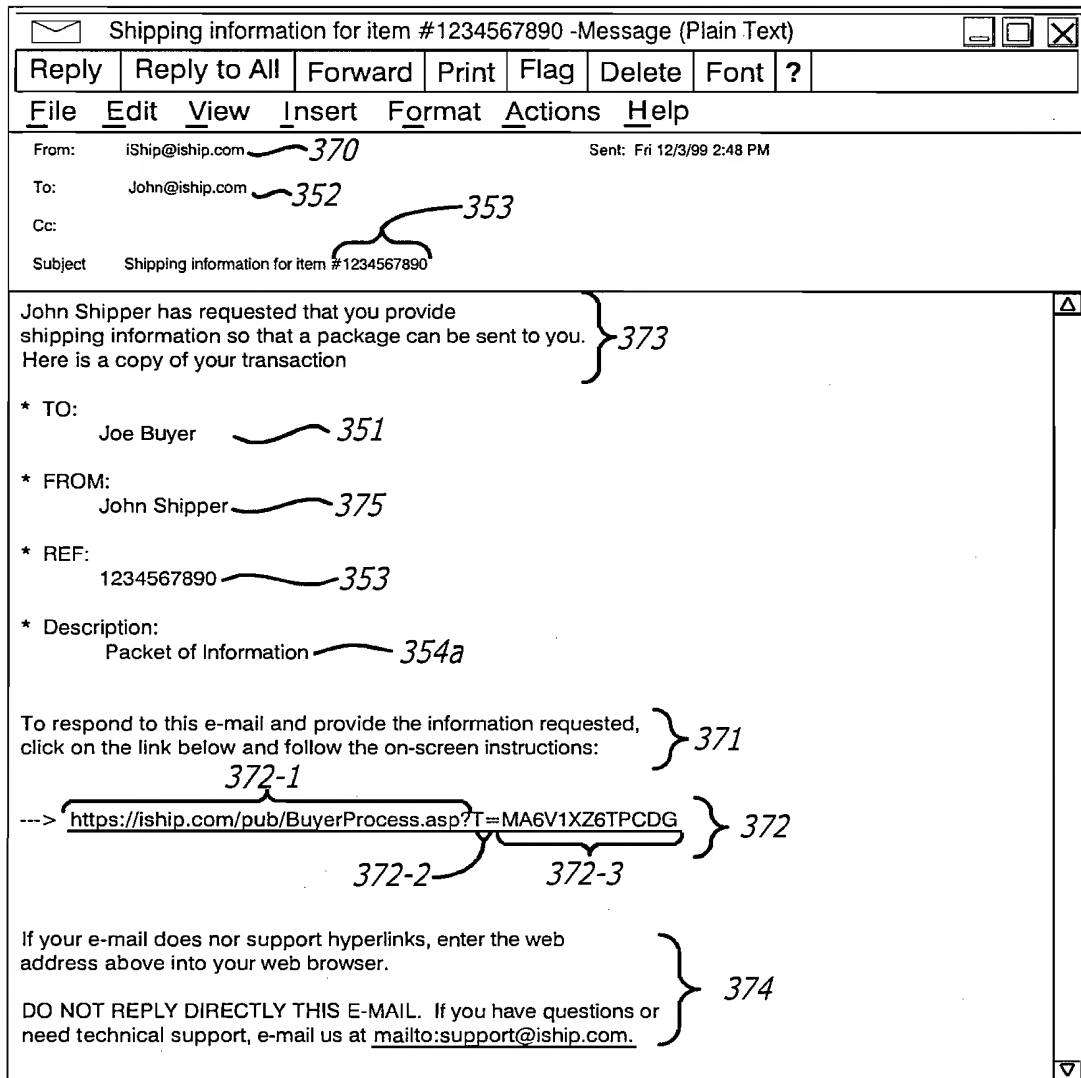 Shipping information for item #1234567890 -Message (Plain Text)
Reply Reply to All Forward Print Flag Delete Font ?
File Edit View Insert Format Actions Help
From: iShip@iship.com 370 Sent: Fri 12/3/99 2:48 PM
To: John@iship.com 352
353
Cc:
Subject Shipping information for item #1234567890
John Shipper has requested that you provide
shipping information so that a package can be sent to you. 373
Here is a copy of your transaction
* TO:
Joe Buyer 351
* FROM:
John Shipper 375
* REF:
1234567890 353
* Description:
Packet of Information 354a
To respond to this e-mail and provide the information requested,
click on the link below and follow the on-screen instructions: 371
372-1
---> https://iship.com/pub/BuyerProcess.asp?T=MA6V1XZ6TPCDG 372
372-2 372-3
If your e-mail does nor support hyperlinks, enter the web
address above into your web browser.
374
DO NOT REPLY DIRECTLY THIS E-MAIL. If you have questions or
need technical support, e-mail us at mailto:support@iship.com.